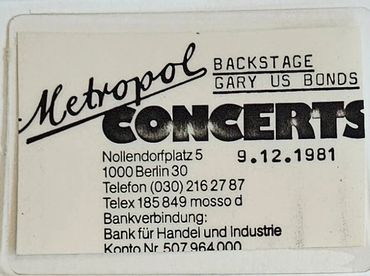 BACKSTAGE
Metropol GARY US BONDS
CONCERTS
Nollendorfplatz 5 9.12.1981
1000 Berlin 30
Telefon (030) 216 27 87
Telex 185 849 mosso d
Bankverbindung:
Bank für Handel und Industrie
Konto Nr. 507 964 000